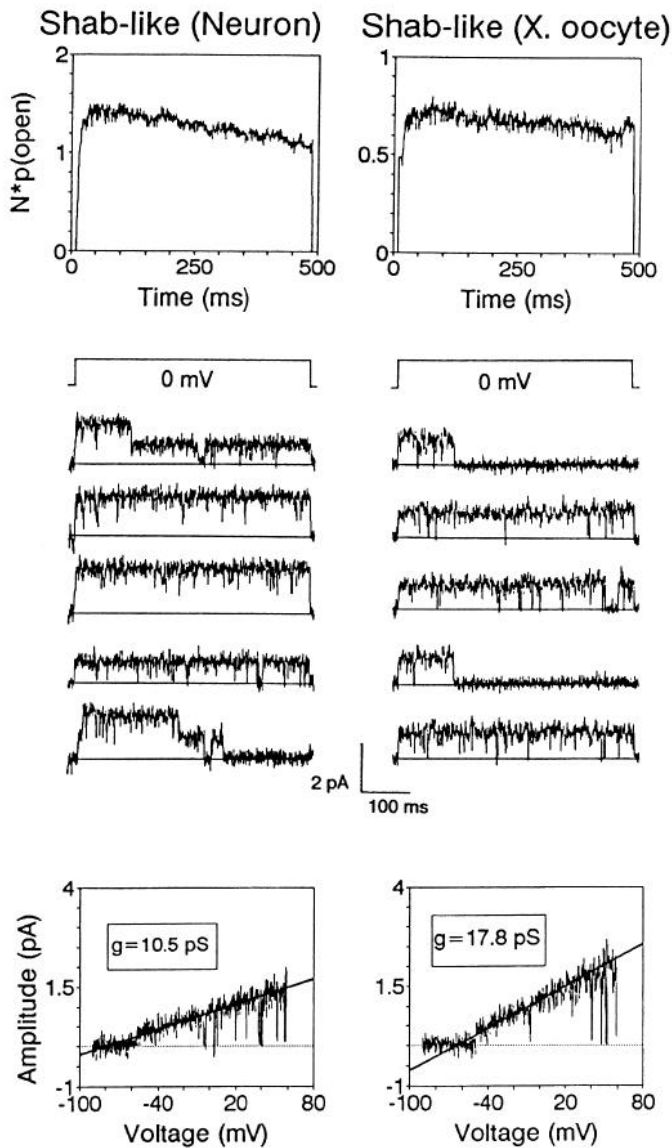 Shab-like (Neuron) Shab-like (X. oocyte)
2
1
0
N*p(open)
0 250 500
Time (ms)
1
0.5
0
0 250 500
Time (ms)
0 mV
0 mV
2 pA
100 ms
4
1.5
-1
Amplitude (pA)
g=10.5 pS
-100 -40 20 80
Voltage (mV)
4
1.5
-1
g=17.8 pS
-100 -40 20 80
Voltage (mV)